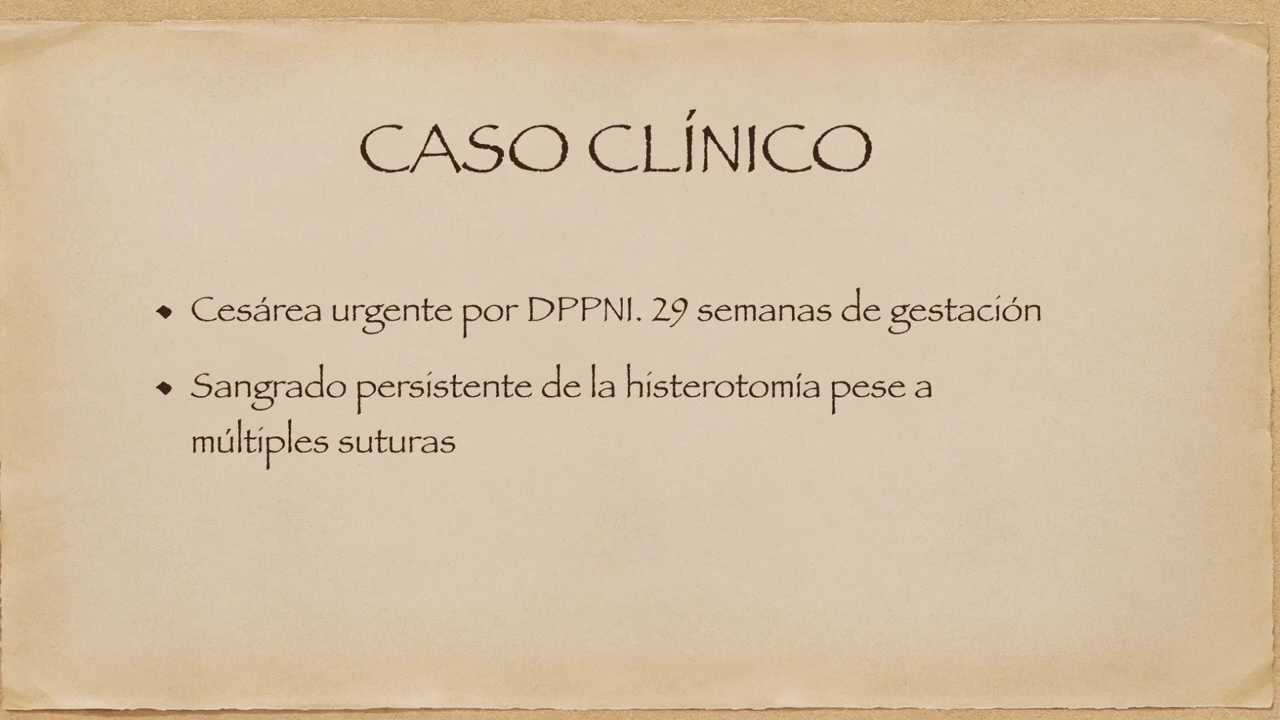 CASO CLÍNICO
Cesárea urgente por DPPNI. 29 semanas de gestación
Sangrado persistente de la histerotomía pese a
múltiples suturas